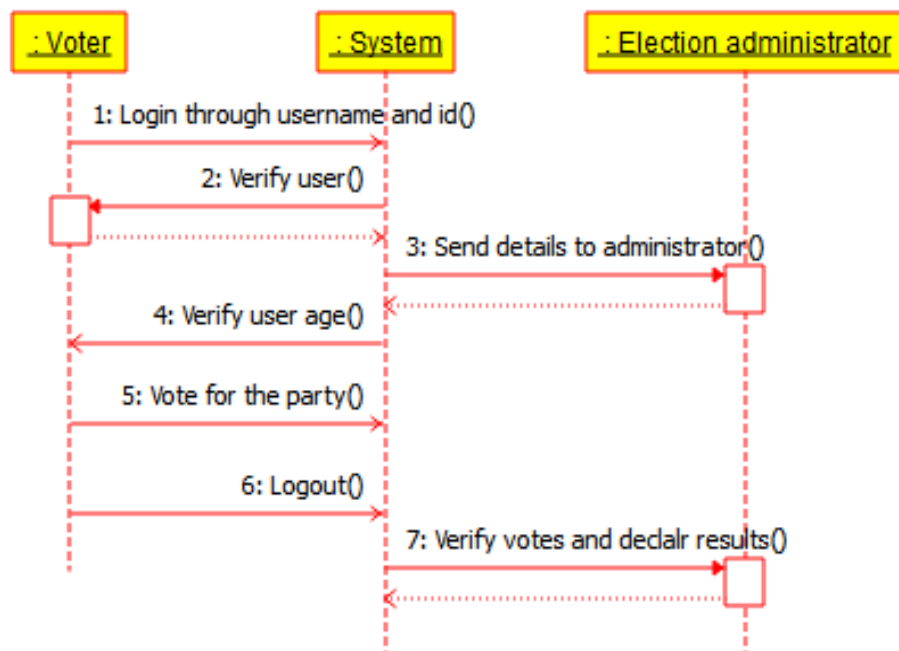 : Voter
: System
: Election administrator
1: Login through username and id()
2: Verify user()
3: Send details to administrator()
4: Verify user age()
5: Vote for the party()
6: Logout()
7: Verify votes and declalr results()